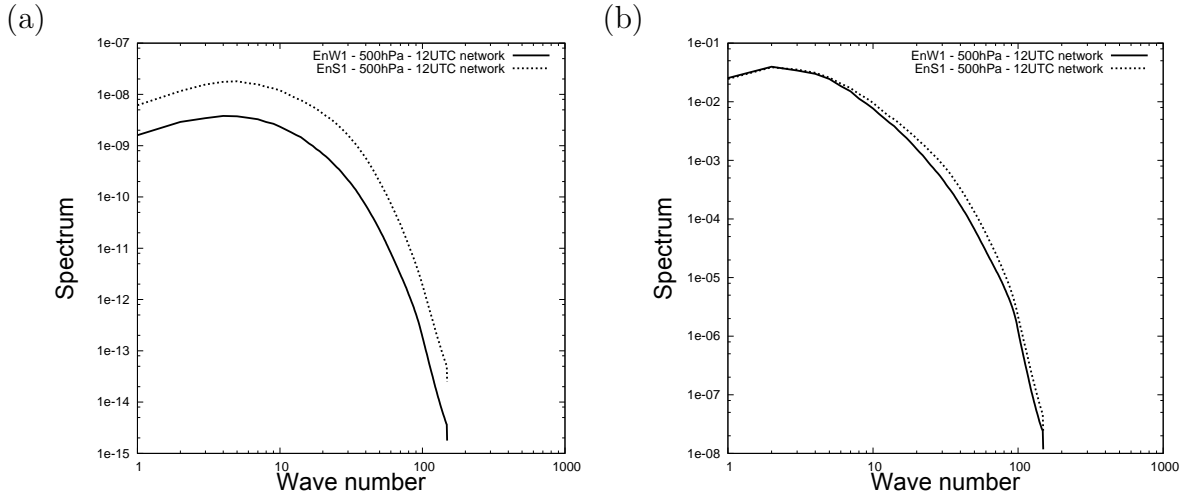 (a)
EnW1 - 500hPa - 12UTC network
EnS1 - 500hPa - 12UTC network
1e-07
1e-08
1e-09
1e-10
1e-11
1e-12
1e-13
1e-14
1e-15
Spectrum
1 10 100 1000
Wave number
(b)
EnW1 - 500hPa - 12UTC network
EnS1 - 500hPa - 12UTC network
1e-01
1e-02
1e-03
1e-04
1e-05
1e-06
1e-07
1e-08
Spectrum
1 10 100 1000
Wave number